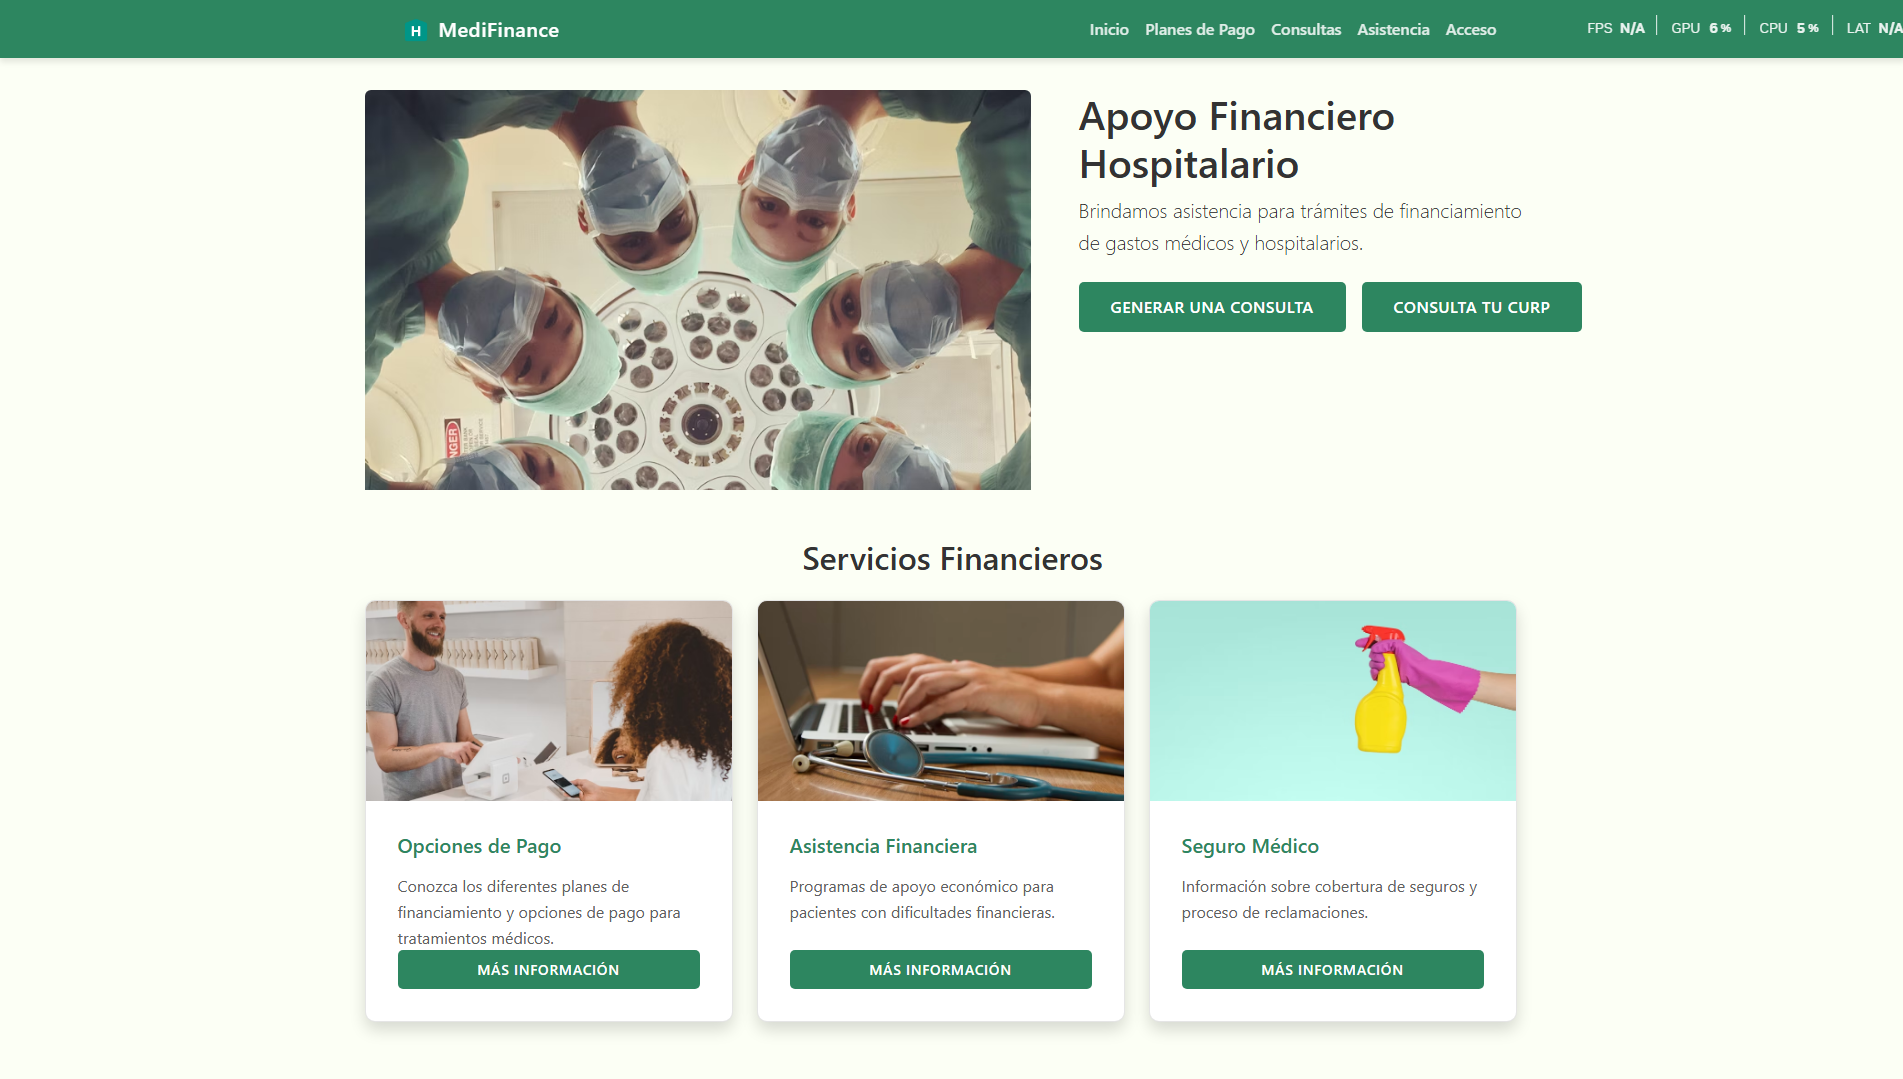 H MediFinance
Inicio Planes de Pago Consultas Asistencia Acceso
FPS N/A GPU 6% CPU 5% LAT N/A
Apoyo Financiero
Hospitalario
Brindamos asistencia para trámites de financiamiento
de gastos médicos y hospitalarios.
GENERAR UNA CONSULTA
CONSULTA TU CURP
DANGER
Servicios Financieros
Opciones de Pago
Conozca los diferentes planes de
financiamiento y opciones de pago para
tratamientos médicos.
MÁS INFORMACIÓN
Asistencia Financiera
Programas de apoyo económico para
pacientes con dificultades financieras.
MÁS INFORMACIÓN
Seguro Médico
Información sobre cobertura de seguros y
proceso de reclamaciones.
MÁS INFORMACIÓN